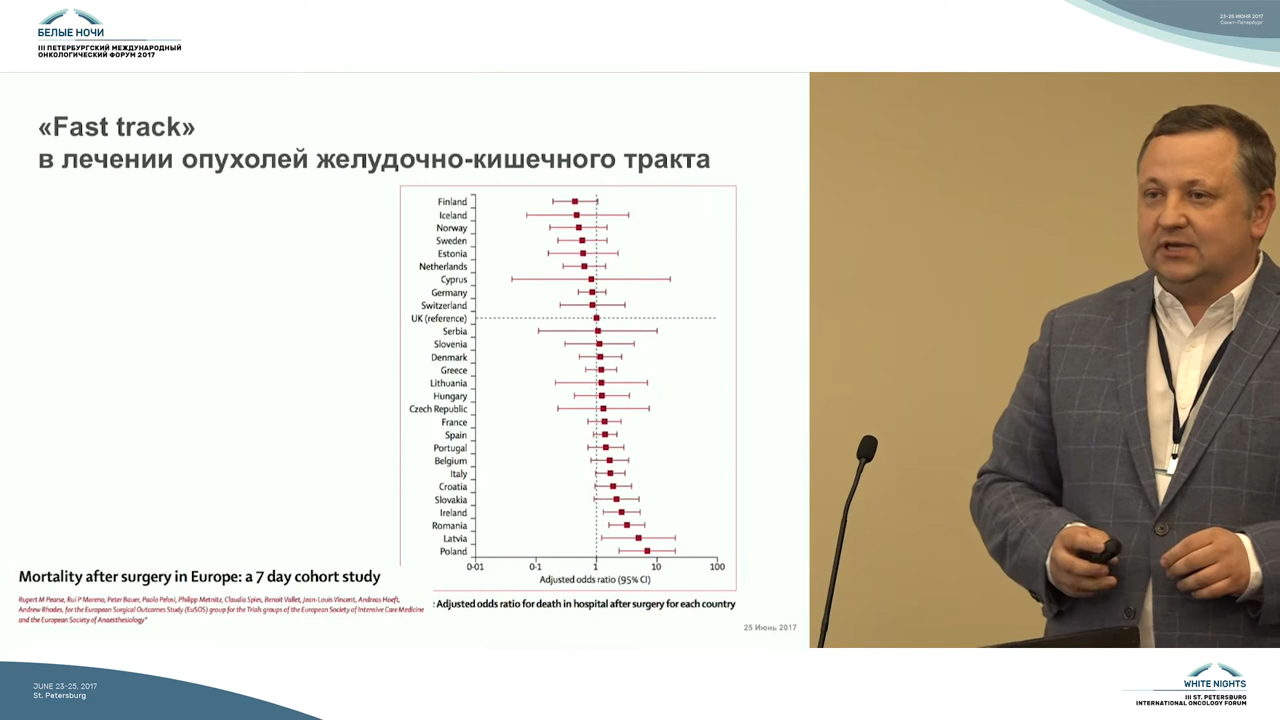 БЕЛЫЕ НОЧИ
III ПЕТЕРБУРГСКИЙ МЕЖДУНАРОДНЫЙ
ОНКОЛОГИЧЕСКИЙ ФОРУМ 2017
23-25 ИЮНЯ 2017
Санкт-Петербург
«Fast track»
в лечении опухолей желудочно-кишечного тракта
Finland
Iceland
Norway
Sweden
Estonia
Netherlands
Cyprus
Germany
Switzerland
UK (reference)
Serbia
Slovenia
Denmark
Greece
Lithuania
Hungary
Czech Republic
France
Spain
Portugal
Belgium
Italy
Croatia
Slovakia
Ireland
Romania
Latvia
Poland
0·01 0·1 1 10 100
Adjusted odds ratio (95% CI)
: Adjusted odds ratio for death in hospital after surgery for each country
Mortality after surgery in Europe: a 7 day cohort study
Rupert M Pearse, Rui P Moreno, Peter Bauer, Paolo Pelosi, Philipp Metnitz, Claudia Spies, Benoit Vallet, Jean-Louis Vincent, Andreas Hoeft,
Andrew Rhodes, for the European Surgical Outcomes Study (EuSOS) group for the Trials groups of the European Society of Intensive Care Medicine
and the European Society of Anaesthesiology*
25 Июнь 2017
JUNE 23-25, 2017
St. Petersburg
WHITE NIGHTS
III ST. PETERSBURG
INTERNATIONAL ONCOLOGY FORUM